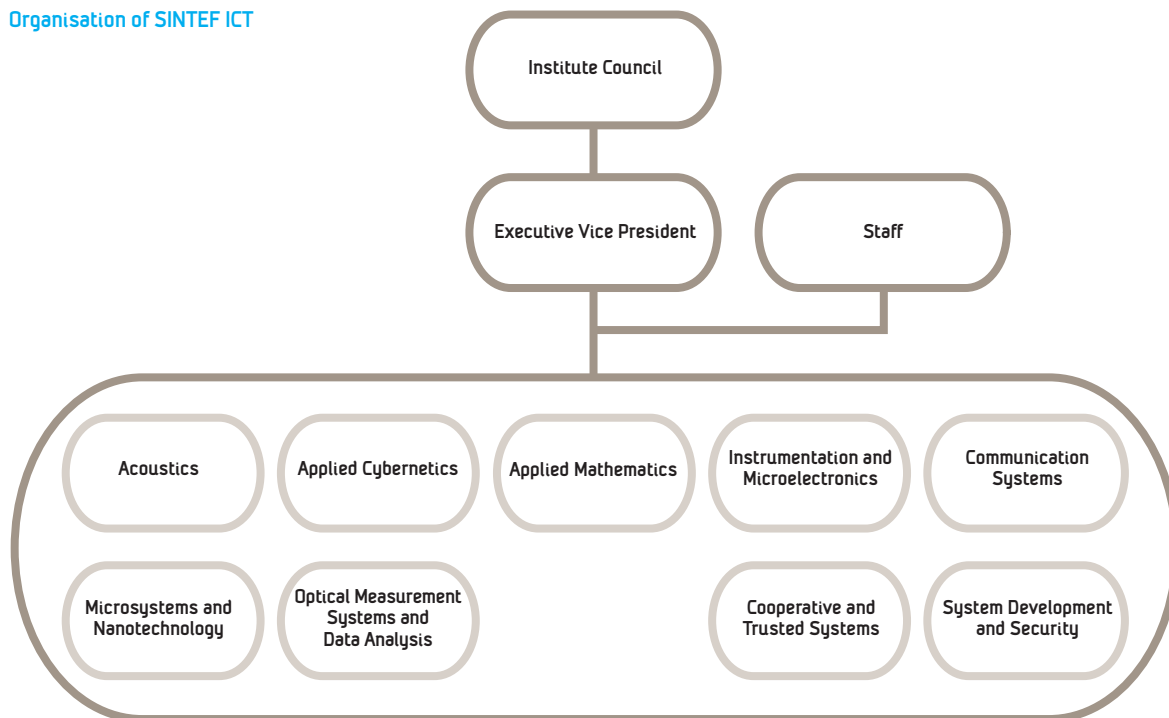 Organisation of SINTEF ICT
Institute Council
Executive Vice President
Staff
Acoustics
Applied Cybernetics
Applied Mathematics
Instrumentation and
Microelectronics
Communication
Systems
Microsystems and
Nanotechnology
Optical Measurement
Systems and
Data Analysis
Cooperative and
Trusted Systems
System Development
and Security